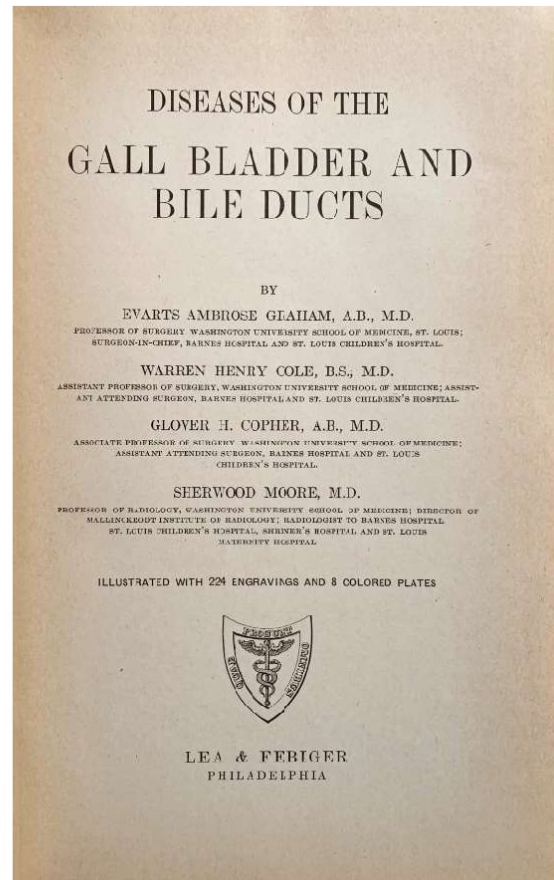 DISEASES OF THE
GALL BLADDER AND
BILE DUCTS
BY
EVARTS AMBROSE GRAHAM, A.B., M.D.
PROFESSOR OF SURGERY WASHINGTON UNIVERSITY SCHOOL OF MEDICINE, ST. LOUIS;
SURGEON-IN-CHIEF, BARNES HOSPITAL AND ST. LOUIS CHILDREN'S HOSPITAL.
WARREN HENRY COLE, B.S., M.D.
ASSISTANT PROFESSOR OF SURGERY, WASHINGTON UNIVERSITY SCHOOL OF MEDICINE; ASSIST-
ANT ATTENDING SURGEON, BARNES HOSPITAL AND ST. LOUIS CHILDREN'S HOSPITAL.
GLOVER H. COPHER, A.B., M.D.
ASSOCIATE PROFESSOR OF SURGERY WASHINGTON UNIVERSITY SCHOOL OF MEDICINE;
ASSISTANT ATTENDING SURGEON, BARNES HOSPITAL AND ST. LOUIS
CHILDREN'S HOSPITAL.
SHERWOOD MOORE, M.D.
PROFESSOR OF RADIOLOGY, WASHINGTON UNIVERSITY SCHOOL OF MEDICINE; DIRECTOR OF
MALLINCKRODT INSTITUTE OF RADIOLOGY; RADIOLOGIST TO BARNES HOSPITAL
ST. LOUIS CHILDREN'S HOSPITAL, SHRINER'S HOSPITAL AND ST. LOUIS
MATERNITY HOSPITAL
ILLUSTRATED WITH 224 ENGRAVINGS AND 8 COLORED PLATES
QUAE PROSUNT OMNIBUS
LEA & FEBIGER
PHILADELPHIA